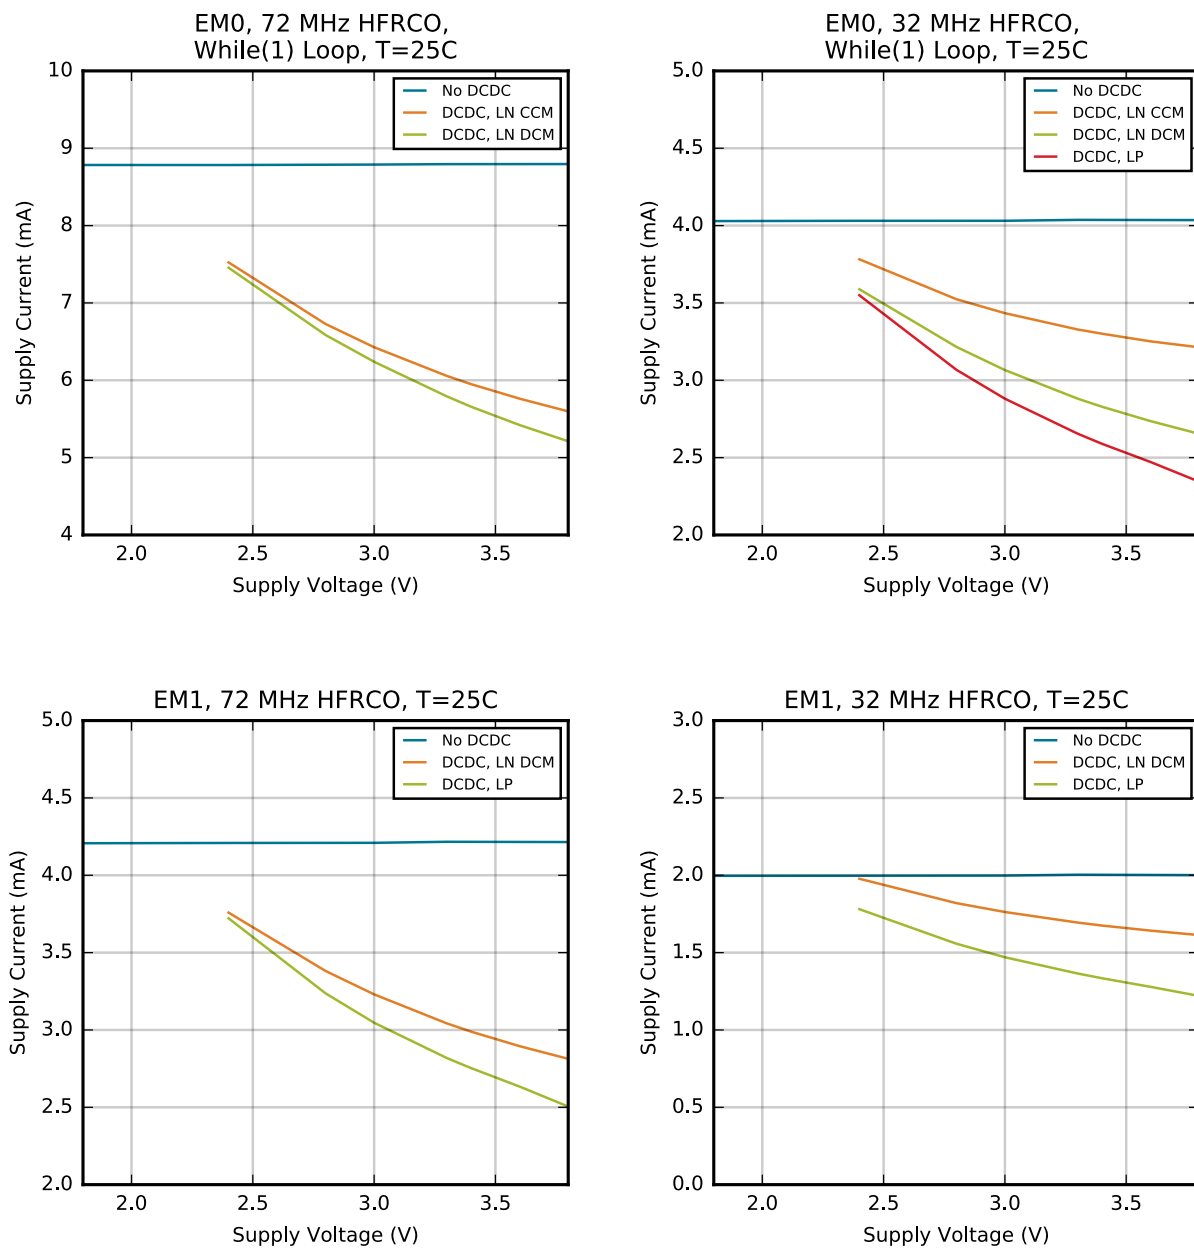 EM0, 72 MHz HFRCO,
While(1) Loop, T=25C
10
9
8
7
6
5
4
Supply Current (mA)
No DCDC
DCDC, LN CCM
DCDC, LN DCM
2.0 2.5 3.0 3.5
Supply Voltage (V)
EM0, 32 MHz HFRCO,
While(1) Loop, T=25C
5.0
4.5
4.0
3.5
3.0
2.5
2.0
Supply Current (mA)
No DCDC
DCDC, LN CCM
DCDC, LN DCM
DCDC, LP
2.0 2.5 3.0 3.5
Supply Voltage (V)
EM1, 72 MHz HFRCO, T=25C
5.0
4.5
4.0
3.5
3.0
2.5
2.0
Supply Current (mA)
No DCDC
DCDC, LN DCM
DCDC, LP
2.0 2.5 3.0 3.5
Supply Voltage (V)
EM1, 32 MHz HFRCO, T=25C
3.0
2.5
2.0
1.5
1.0
0.5
0.0
Supply Current (mA)
No DCDC
DCDC, LN DCM
DCDC, LP
2.0 2.5 3.0 3.5
Supply Voltage (V)